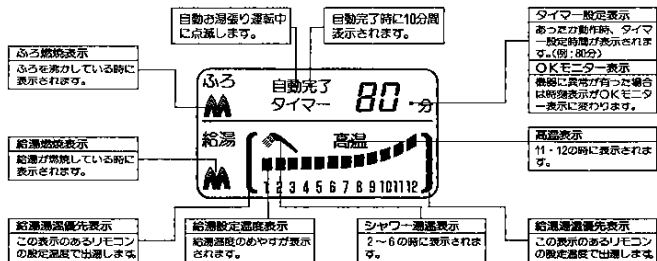 自動お湯張り運転中
に点滅します。
自動完了時に10分間
表示されます。
タイマー設定表示
あったか動作時、タイマ
ー設定時間が表示されま
す。(例:80分)
OKモニター表示
機器に異常が有った場合
は時刻表示がOKモニタ
ー表示に変わります。
ふろ燃焼表示
ふろを沸かしている時に
表示されます。
ふろ
自動完了
タイマー
80分
給湯
高温
1 2 3 4 5 6 7 8 9 10 11 12
給湯燃焼表示
給湯が燃焼している時に
表示されます。
高温表示
11・12の時に表示されま
す。
給湯湯温優先表示
この表示のあるリモコン
の設定温度で出湯します
給湯設定温度表示
給湯温度のめやすが表示
されます。
シャワー適温表示
2〜6の時に表示されま
す。
給湯湯温優先表示
この表示のあるリモコン
の設定温度で出湯します